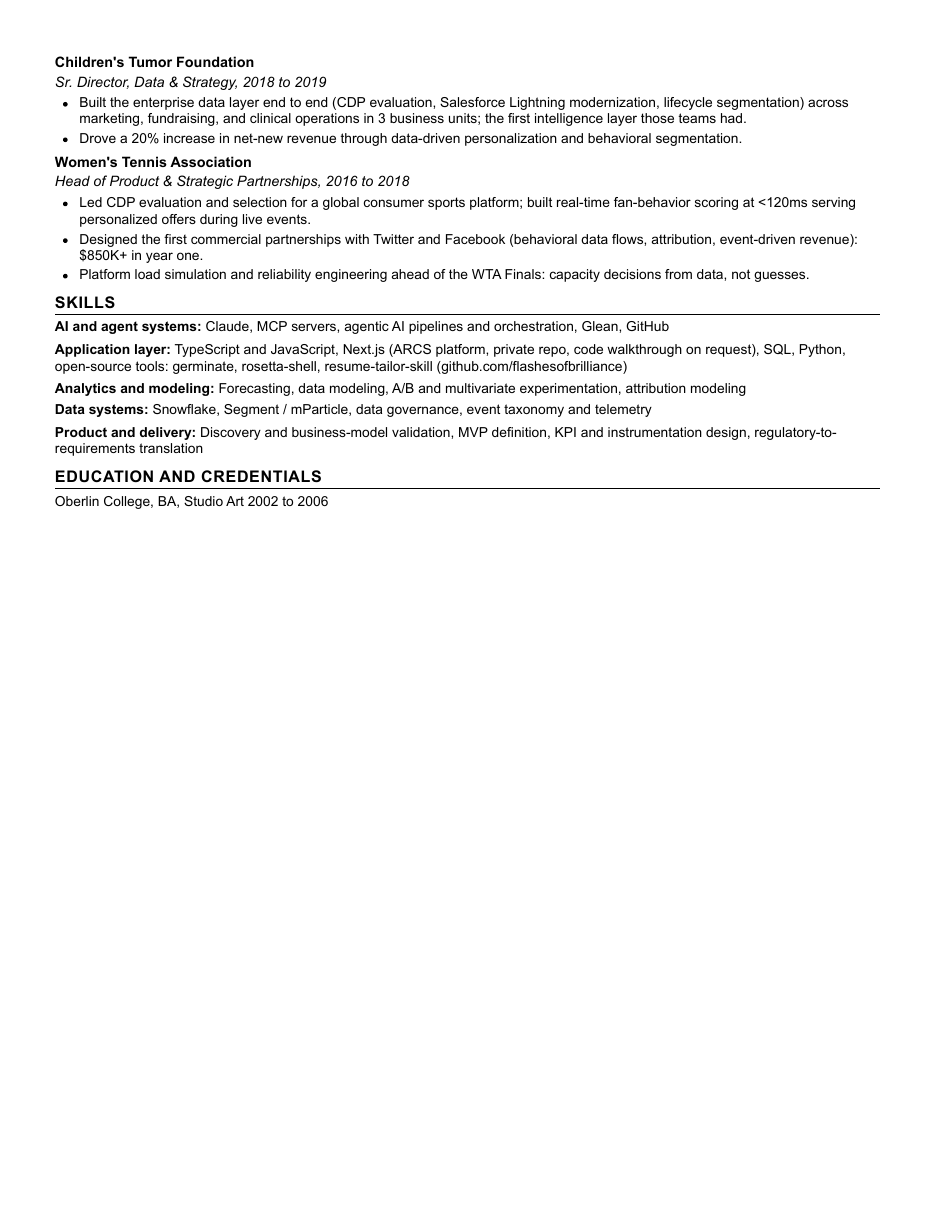 Children's Tumor Foundation
Sr. Director, Data & Strategy, 2018 to 2019
• Built the enterprise data layer end to end (CDP evaluation, Salesforce Lightning modernization, lifecycle segmentation) across
marketing, fundraising, and clinical operations in 3 business units; the first intelligence layer those teams had.
• Drove a 20% increase in net-new revenue through data-driven personalization and behavioral segmentation.
Women's Tennis Association
Head of Product & Strategic Partnerships, 2016 to 2018
• Led CDP evaluation and selection for a global consumer sports platform; built real-time fan-behavior scoring at <120ms serving
personalized offers during live events.
• Designed the first commercial partnerships with Twitter and Facebook (behavioral data flows, attribution, event-driven revenue):
$850K+ in year one.
• Platform load simulation and reliability engineering ahead of the WTA Finals: capacity decisions from data, not guesses.
SKILLS
AI and agent systems: Claude, MCP servers, agentic AI pipelines and orchestration, Glean, GitHub
Application layer: TypeScript and JavaScript, Next.js (ARCS platform, private repo, code walkthrough on request), SQL, Python,
open-source tools: germinate, rosetta-shell, resume-tailor-skill (github.com/flashesofbrilliance)
Analytics and modeling: Forecasting, data modeling, A/B and multivariate experimentation, attribution modeling
Data systems: Snowflake, Segment / mParticle, data governance, event taxonomy and telemetry
Product and delivery: Discovery and business-model validation, MVP definition, KPI and instrumentation design, regulatory-to-
requirements translation
EDUCATION AND CREDENTIALS
Oberlin College, BA, Studio Art 2002 to 2006